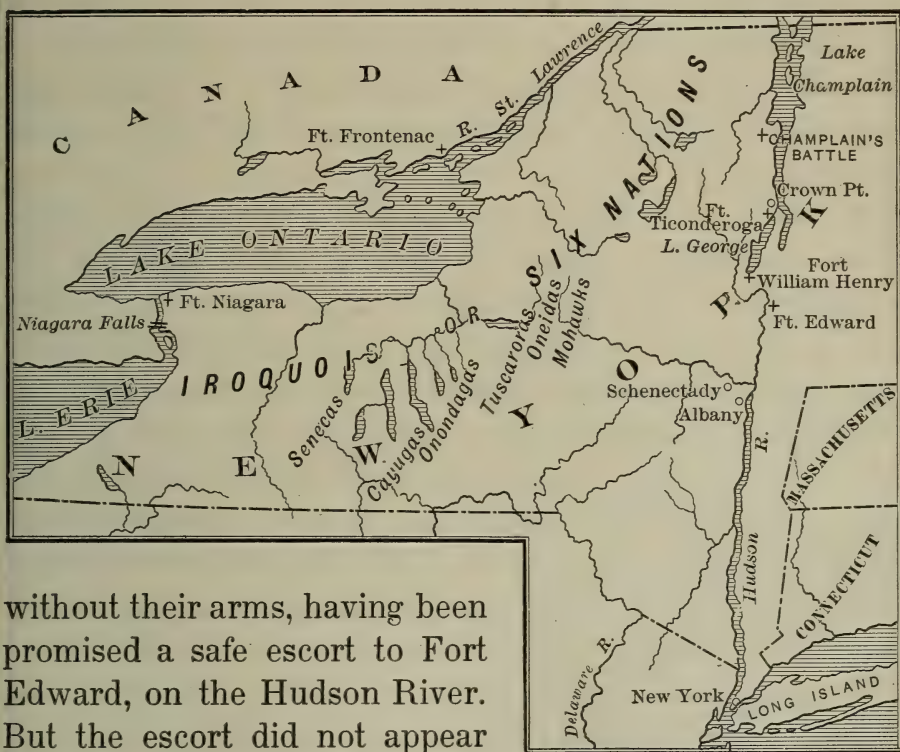 CANADA
Ft. Frontenac
R. St. Lawrence
Lake
Champlain
CHAMPLAIN'S
BATTLE
Crown Pt.
Ft.
Ticonderoga
L. George
Fort
William Henry
Ft. Edward
LAKE ONTARIO
Ft. Niagara
Niagara Falls
L. ERIE
IROQUOIS OR SIX NATIONS
Senecas
Cayugas
Onondagas
Tuscaroras
Oneidas
Mohawks
NEW YORK
Schenectady
Albany
Hudson R.
MASSACHUSETTS
CONNECTICUT
Delaware R.
New York
LONG ISLAND
without their arms, having been
promised a safe escort to Fort
Edward, on the Hudson River.
But the escort did not appear